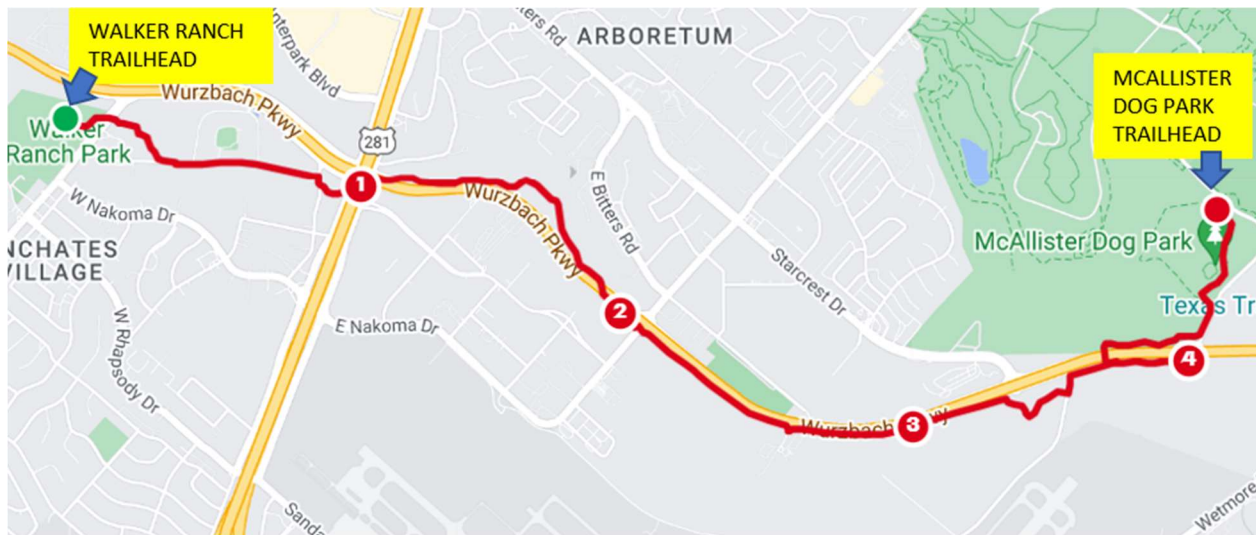 WALKER RANCH
TRAILHEAD
Interpark Blvd
ARBORETUM
MCALLISTER
DOG PARK
TRAILHEAD
Wurzbach Pkwy
281
Walker
Ranch Park
1
W Nakoma Dr
Wurzbach Pkwy
E Bitters Rd
McAllister Dog Park
NCHATES
VILLAGE
Starcrest Dr
Texas Tr
2
E Nakoma Dr
W Rhapsody Dr
4
3
Wurzbach
Wetmore
Sanda